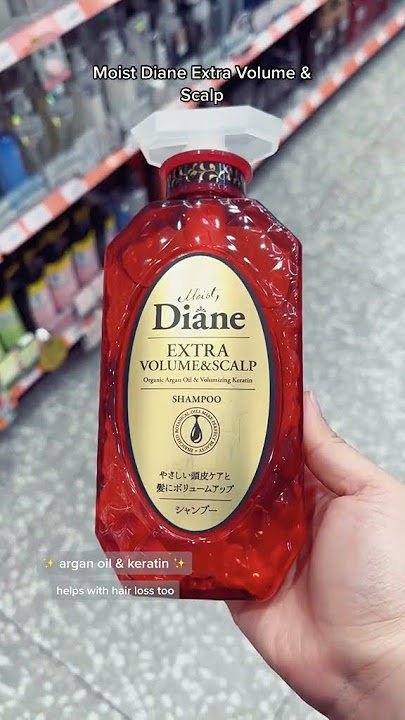 Moist Diane Extra Volume &
Scalp
Moist,
Diane
EXTRA
VOLUME&SCALP
Organic Argan Oil & Volumizing Keratin
SHAMPOO
やさしい頭皮ケアと
髪にボリュームアップ
シャンプー
✨ argan oil & keratin ✨
helps with hair loss too